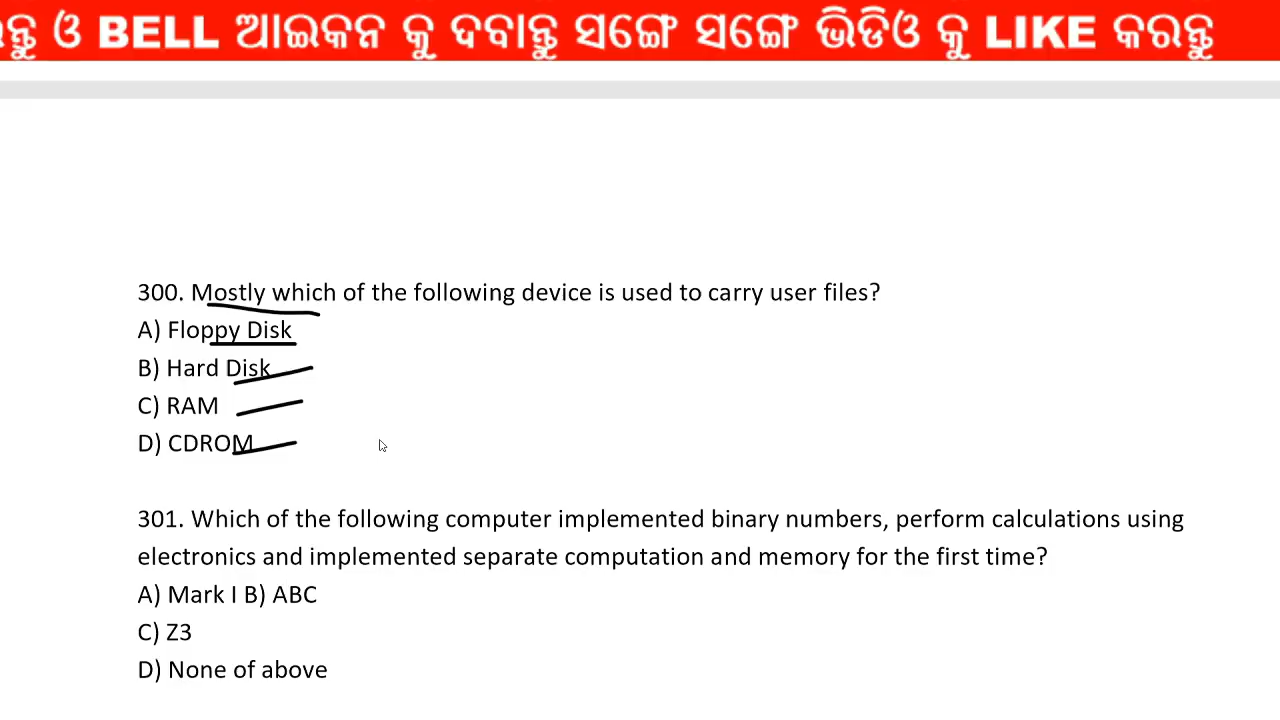 ଓ BELL ଆଇକନ କୁ ଦବାନ୍ତୁ ସଙ୍ଗେ ସଙ୍ଗେ ଭିଡିଓ କୁ LIKE କରନ୍ତୁ
300. Mostly which of the following device is used to carry user files?
A) Floppy Disk
B) Hard Disk
C) RAM
D) CDROM
301. Which of the following computer implemented binary numbers, perform calculations using
electronics and implemented separate computation and memory for the first time?
A) Mark I B) ABC
C) Z3
D) None of above